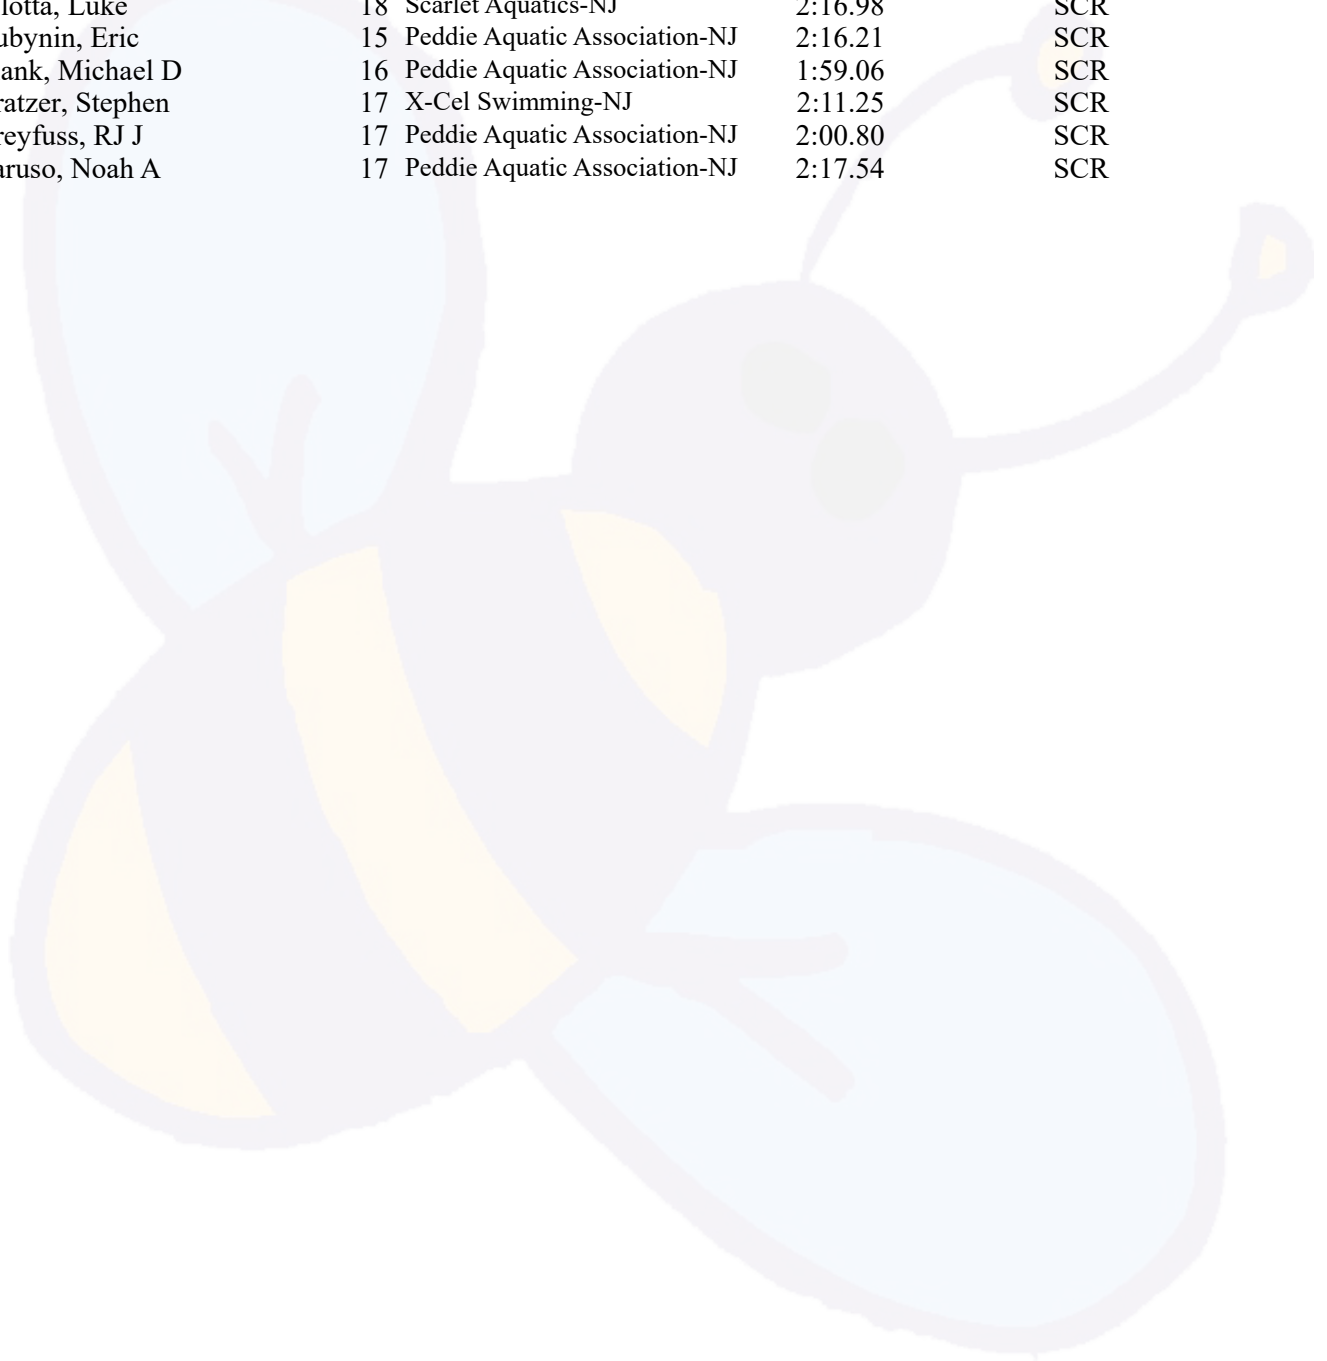 lotta, Luke 18 Scarlet Aquatics-NJ 2:16.98 SCR
ubynin, Eric 15 Peddie Aquatic Association-NJ 2:16.21 SCR
ank, Michael D 16 Peddie Aquatic Association-NJ 1:59.06 SCR
ratzer, Stephen 17 X-Cel Swimming-NJ 2:11.25 SCR
reyfuss, RJ J 17 Peddie Aquatic Association-NJ 2:00.80 SCR
aruso, Noah A 17 Peddie Aquatic Association-NJ 2:17.54 SCR